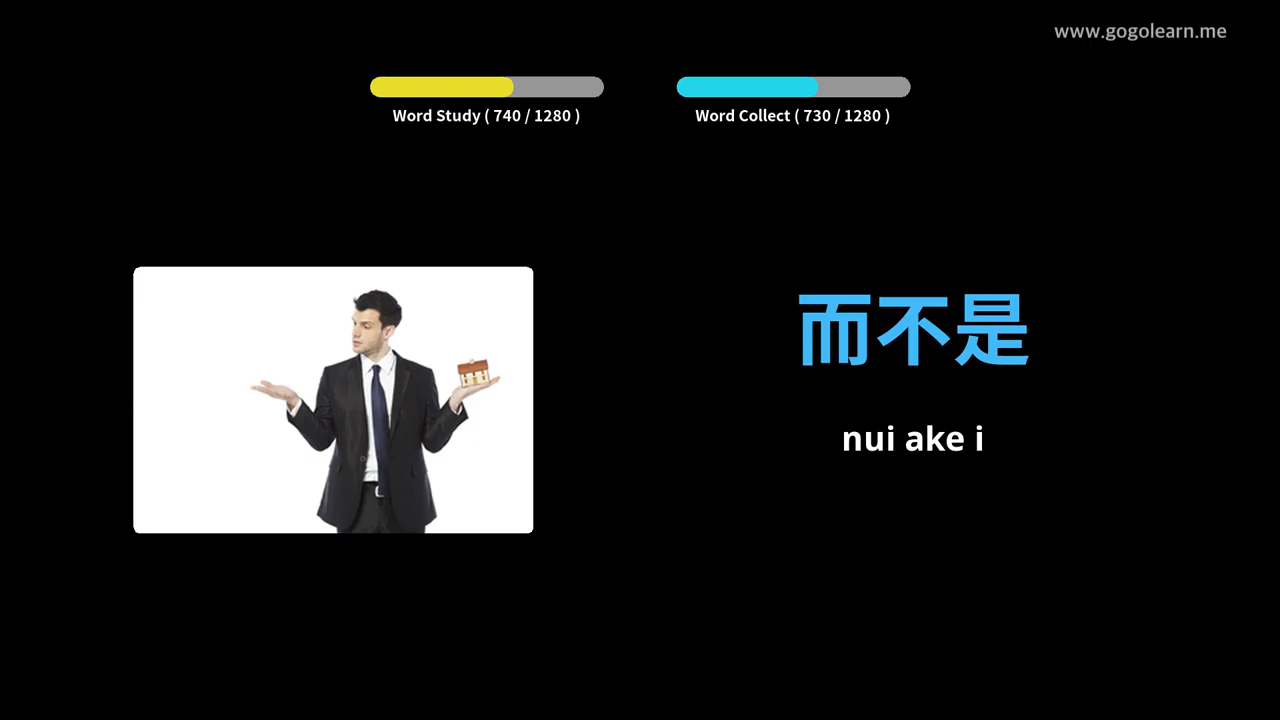 www.gogolearn.me
Word Study ( 740 / 1280 )
Word Collect ( 730 / 1280 )
而不是
nui ake i